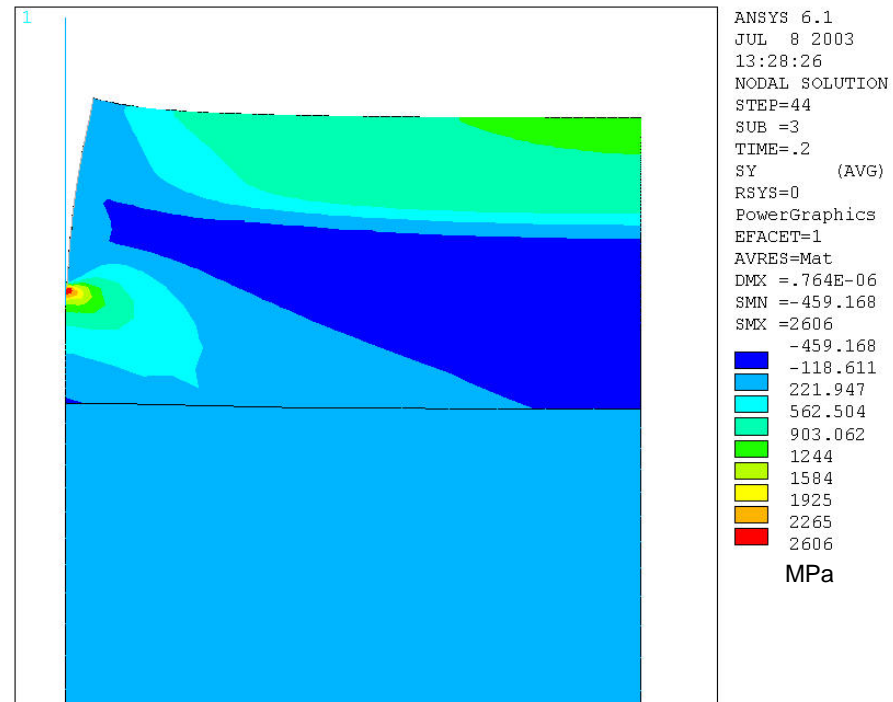 1
ANSYS 6.1
JUL  8 2003
13:28:26
NODAL SOLUTION
STEP=44
SUB =3
TIME=.2
SY       (AVG)
RSYS=0
PowerGraphics
EFACET=1
AVRES=Mat
DMX =.764E-06
SMN =-459.168
SMX =2606
-459.168
-118.611
221.947
562.504
903.062
1244
1584
1925
2265
2606
MPa